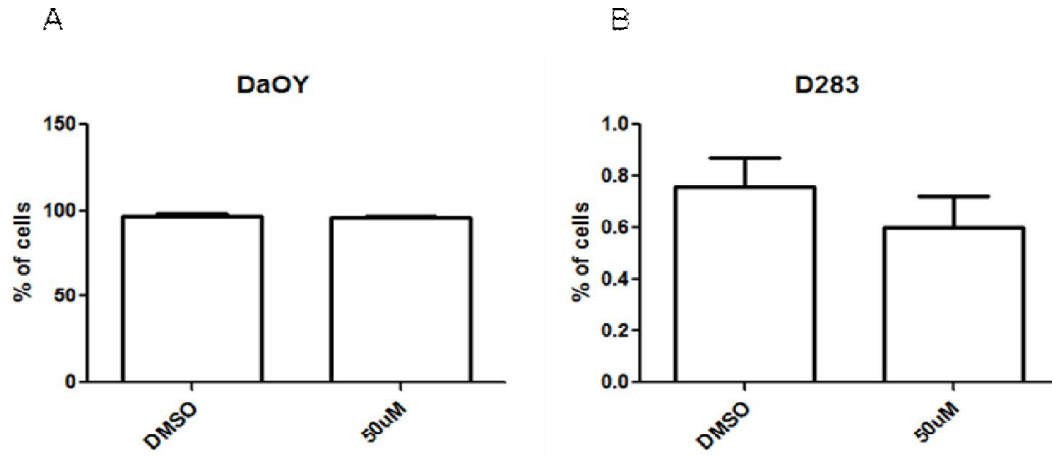 A
B
DaOY
D283
% of cells
150
100
50
0
DMSO
50uM
% of cells
1.0
0.8
0.6
0.4
0.2
0.0
DMSO
50uM